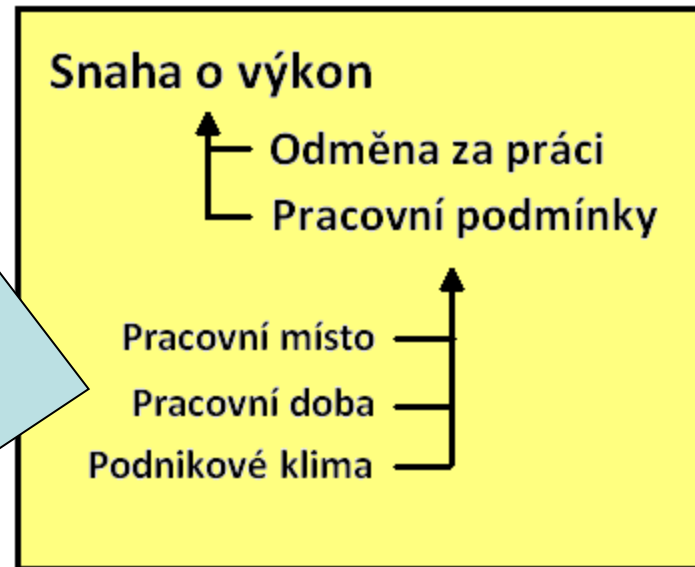 Snaha o výkon
Odměna za práci
Pracovní podmínky
Pracovní místo
Pracovní doba
Podnikové klima